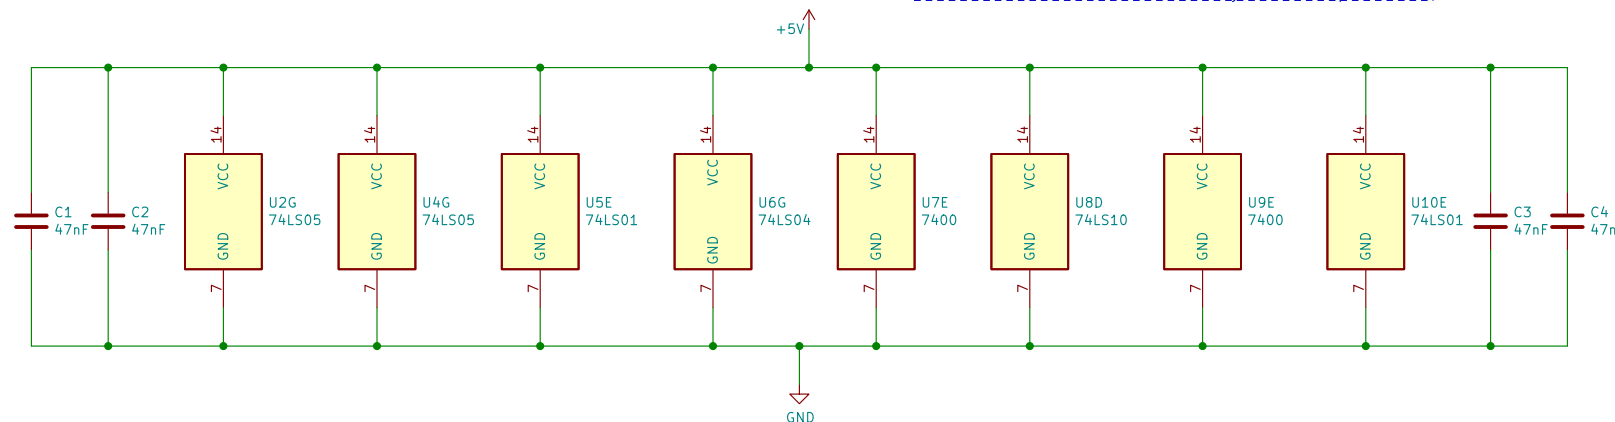 +5V
14
14
14
14
14
14
14
14
VCC
VCC
VCC
VCC
VCC
VCC
VCC
VCC
C1
47nF
C2
47nF
U2G
74LS05
U4G
74LS05
U5E
74LS01
U6G
74LS04
U7E
7400
U8D
74LS10
U9E
7400
U10E
74LS01
C3
47nF
C4
47n
GND
GND
GND
GND
GND
GND
GND
GND
7
7
7
7
7
7
7
7
GND